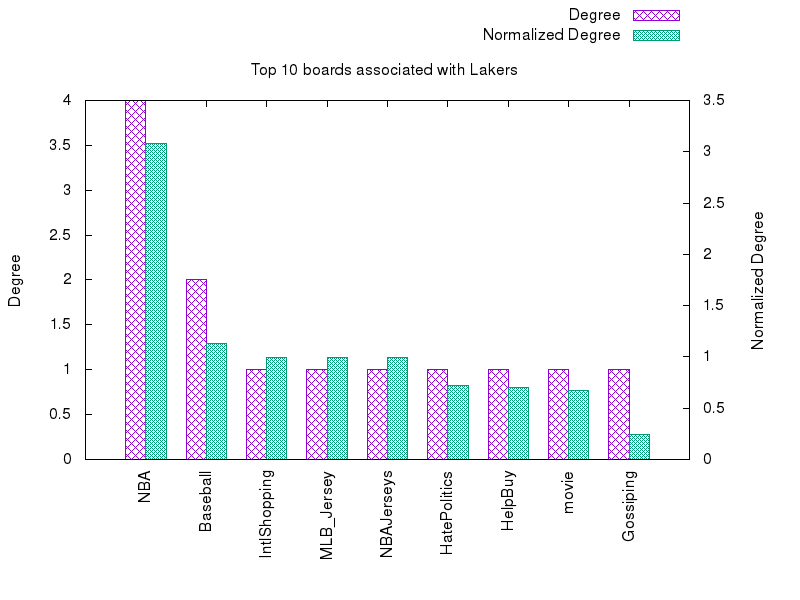 Degree
Normalized Degree
Top 10 boards associated with Lakers
4
3.5
3
2.5
2
1.5
1
0.5
0
3.5
3
2.5
2
1.5
1
0.5
0
Degree
Normalized Degree
NBA
Baseball
IntlShopping
MLB_Jersey
NBAJerseys
HatePolitics
HelpBuy
movie
Gossiping